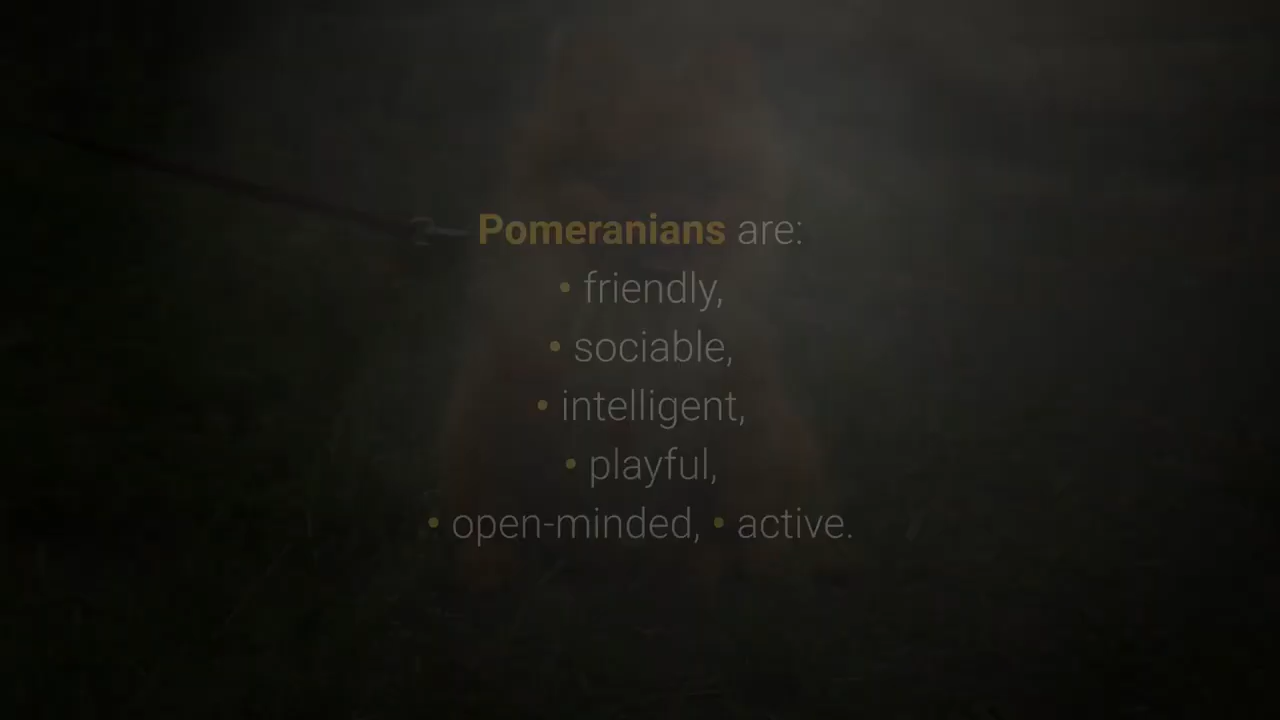 Pomeranians are:
• friendly,
• sociable,
• intelligent,
• playful,
• open-minded, • active.